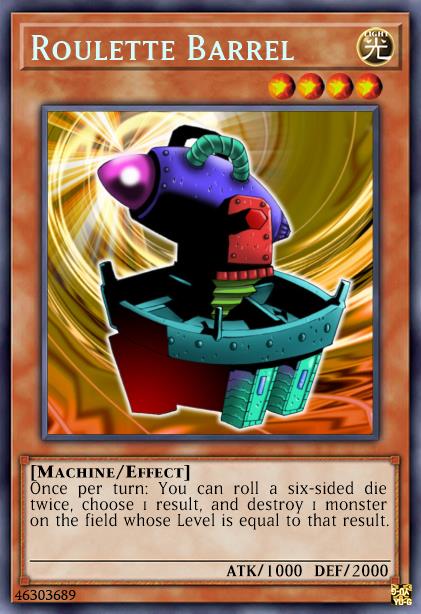 Roulette Barrel
LIGHT
光
[Machine/Effect]
Once per turn: You can roll a six-sided die
twice, choose 1 result, and destroy 1 monster
on the field whose Level is equal to that result.
ATK/1000 DEF/2000
46303689